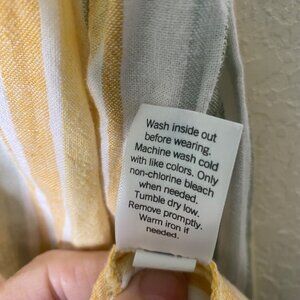 Wash inside out
before wearing.
Machine wash cold
with like colors. Only
non-chlorine bleach
when needed.
Tumble dry low.
Remove promptly.
Warm iron if
needed.